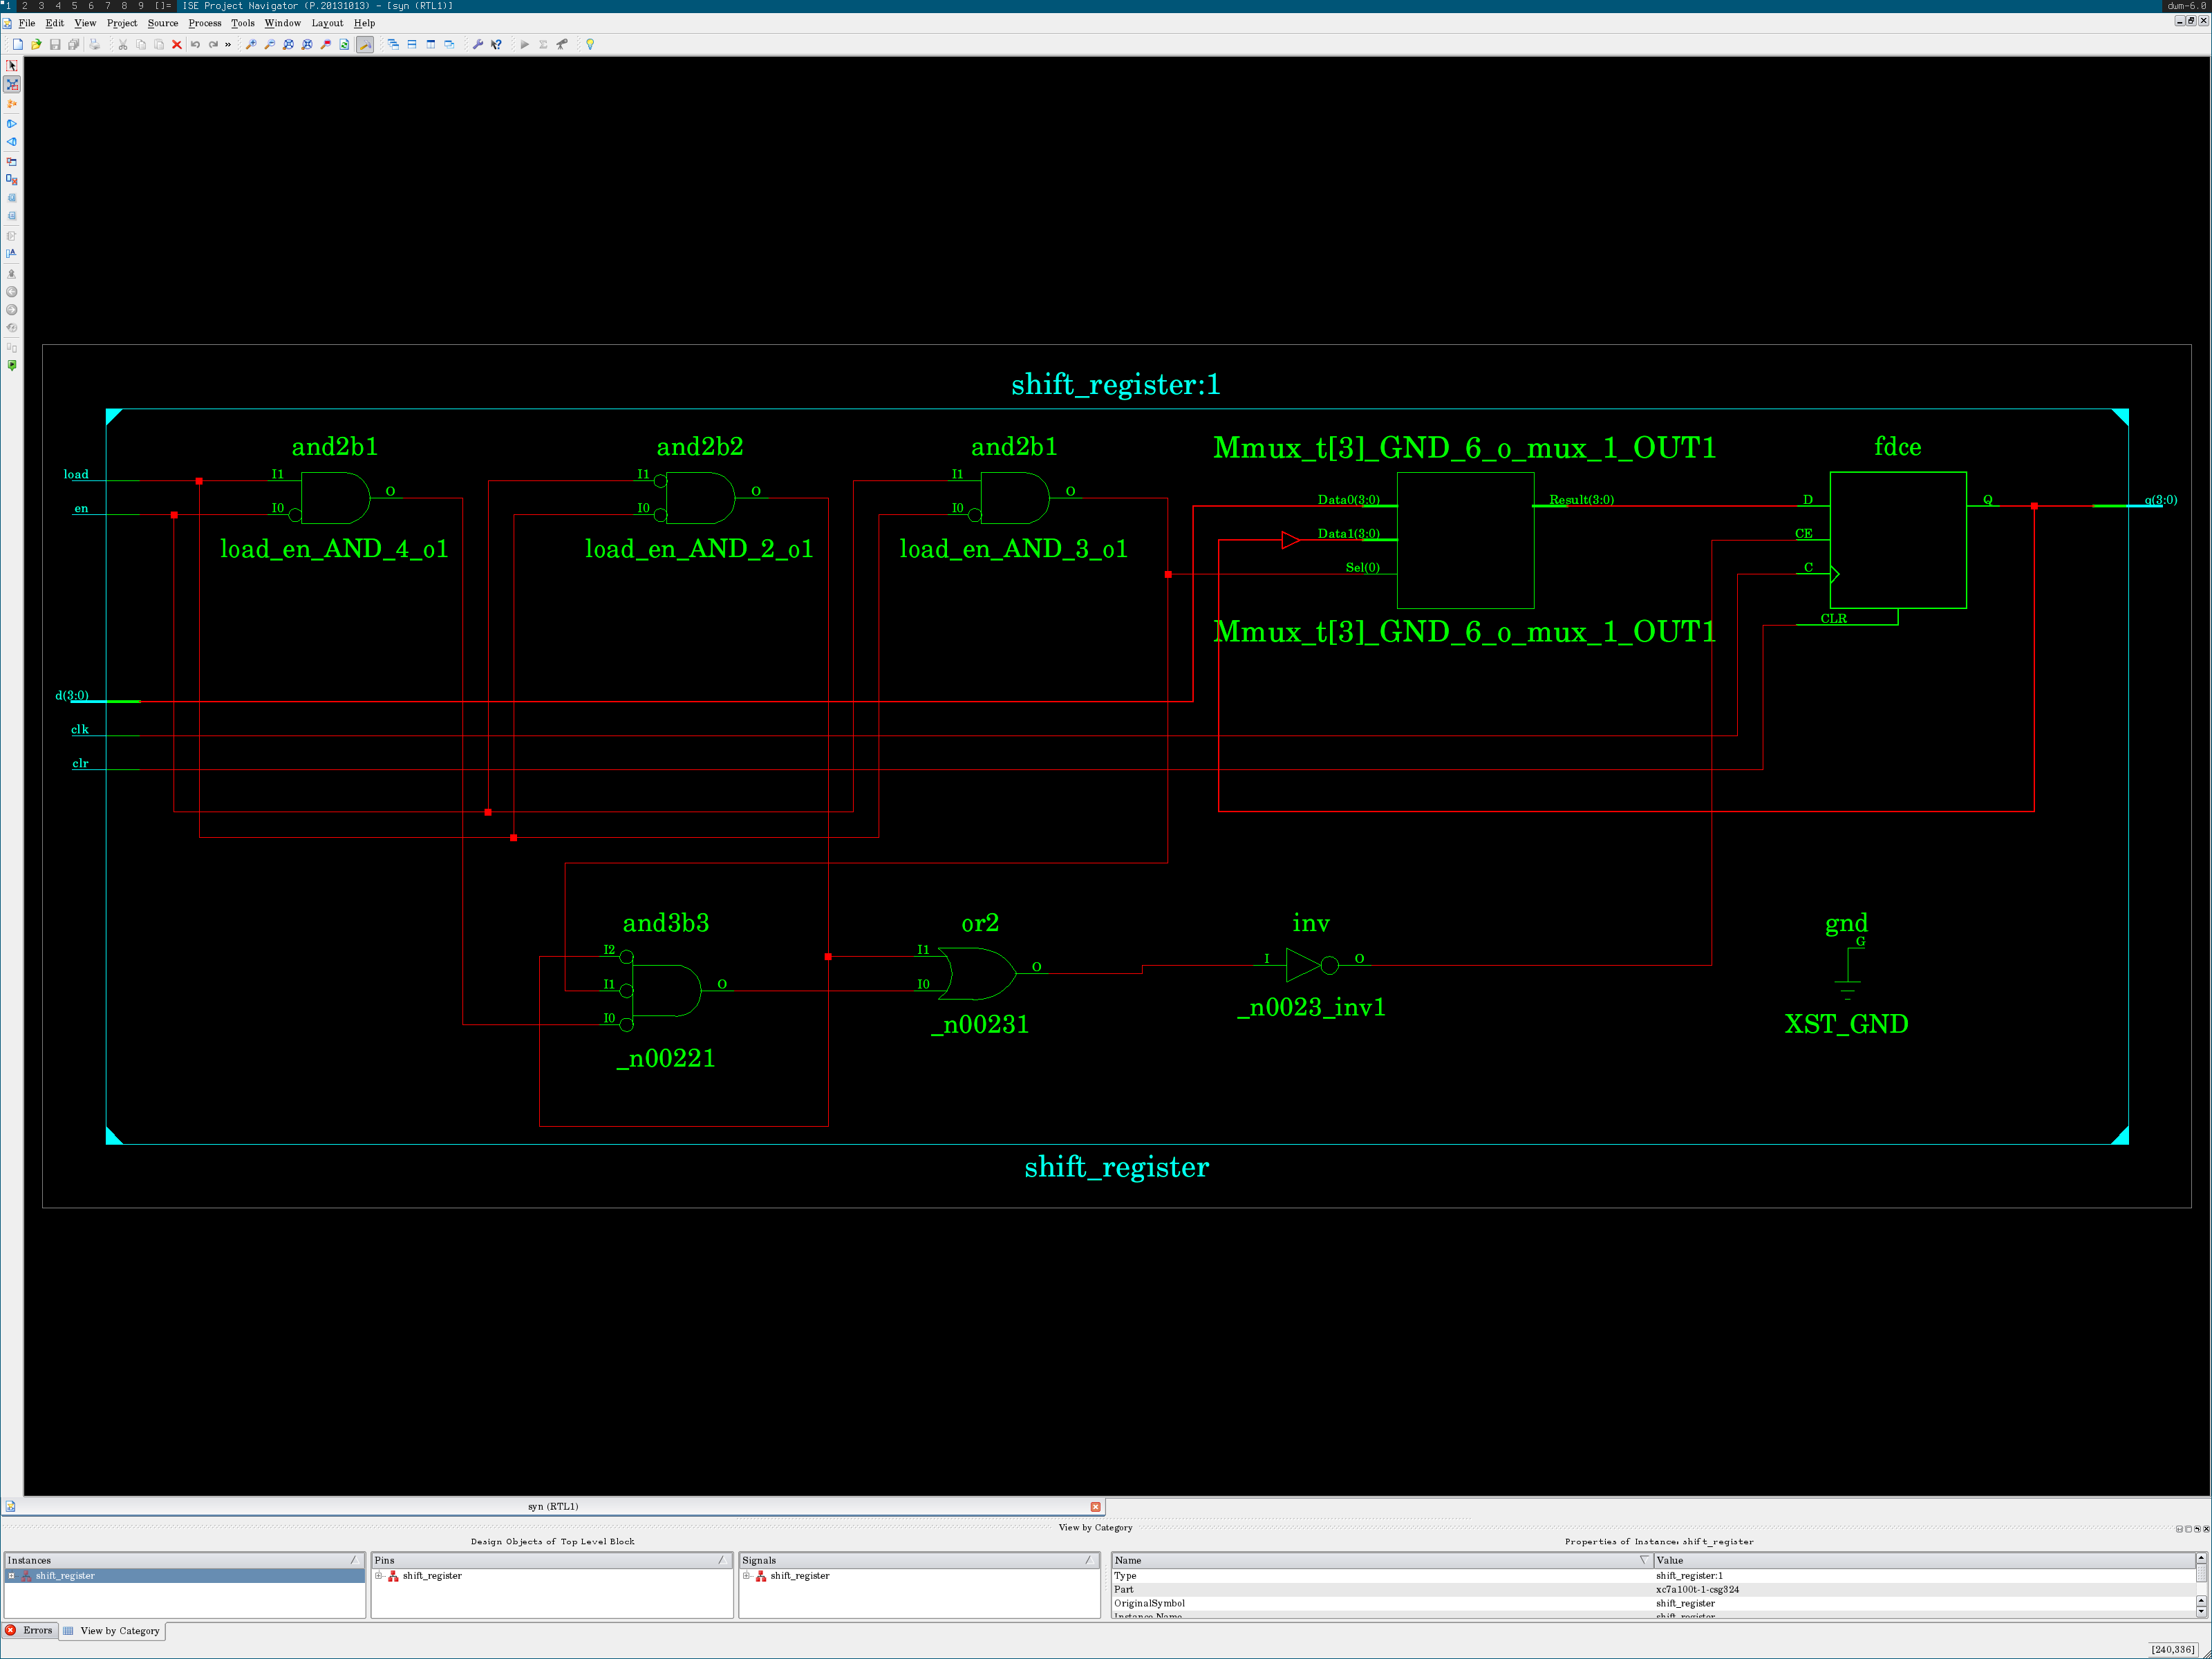 1 2 3 4 5 6 7 8 9 []= ISE Project Navigator (P.20131013) - [syn (RTL1)] dwm-6.0
File Edit View Project Source Process Tools Window Layout Help
shift_register:1
and2b1 and2b2 and2b1 Mmux_t[3]_GND_6_o_mux_1_OUT1 fdce
load I1 O I1 O I1 O Data0(3:0) Result(3:0) D Q q(3:0)
en I0 I0 I0 Data1(3:0) CE
load_en_AND_4_o1 load_en_AND_2_o1 load_en_AND_3_o1 Sel(0) C
CLR
Mmux_t[3]_GND_6_o_mux_1_OUT1
d(3:0)
clk
clr
and3b3 or2 inv gnd
I2 I1 I O G
I1 O I0 O
I0
_n00221 _n00231 _n0023_inv1 XST_GND
shift_register
syn (RTL1)
View by Category
Design Objects of Top Level Block Properties of Instance: shift_register
Instances Pins Signals Name Value
shift_register shift_register shift_register Type shift_register:1
Part xc7a100t-1-csg324
OriginalSymbol shift_register
Instance Name shift_register
Errors View by Category
[240,336]